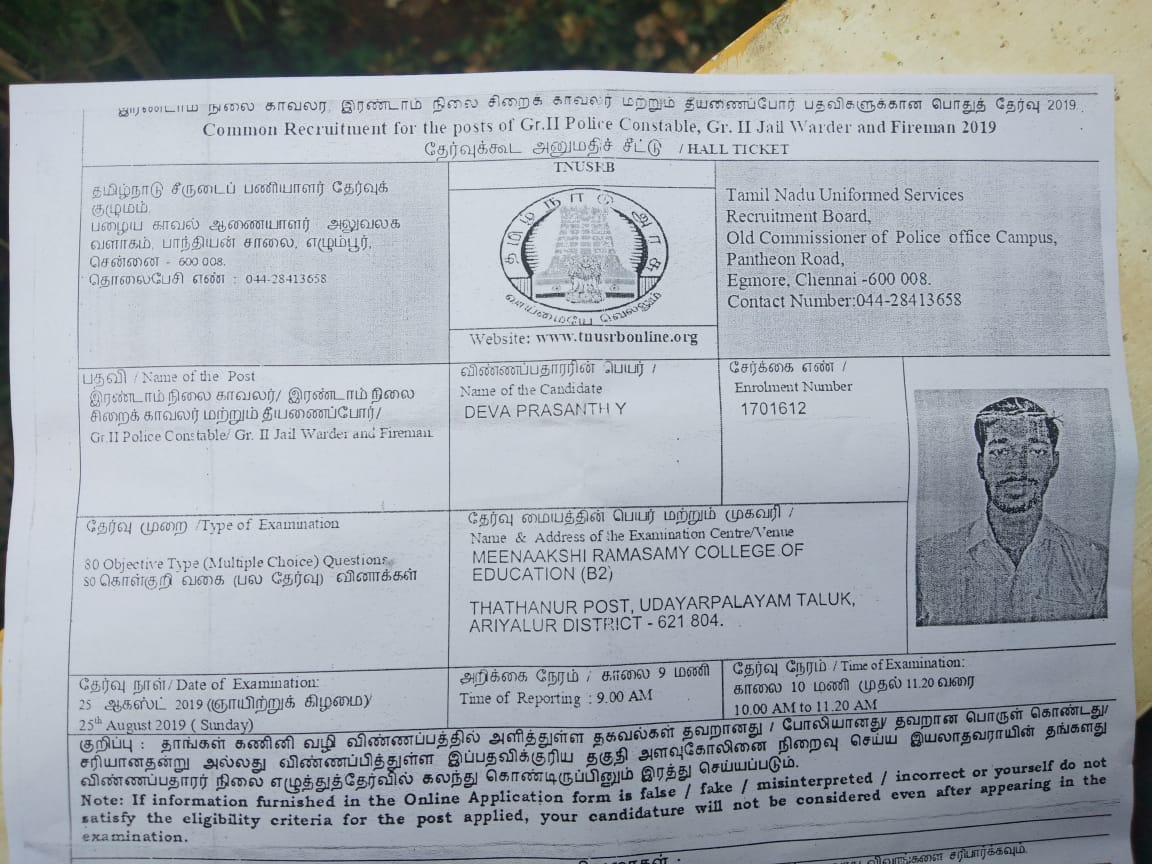 இரண்டாம் நிலை காவலர், இரண்டாம் நிலை சிறைக் காவலர் மற்றும் தீயணைப்போர் பதவிகளுக்கான பொதுத் தேர்வு 2019.
Common Recruitment for the posts of Gr.II Police Constable, Gr. II Jail Warder and Fireman 2019
தேர்வுக்கூட அனுமதிச் சீட்டு / HALL TICKET
தமிழ்நாடு சீருடைப் பணியாளர் தேர்வுக்
குழுமம்,
பழைய காவல் ஆணையாளர் அலுவலக
வளாகம், பாந்தியன் சாலை, எழும்பூர்,
சென்னை - 600 008.
தொலைபேசி எண் : 044-28413658
TNUSRB
தமிழ்நாடு அரசு
வாய்மையே வெல்லும்
Website: www.tnusrbonline.org
Tamil Nadu Uniformed Services
Recruitment Board,
Old Commissioner of Police office Campus,
Pantheon Road,
Egmore, Chennai -600 008.
Contact Number:044-28413658
பதவி / Name of the Post
இரண்டாம் நிலை காவலர்/ இரண்டாம் நிலை
சிறைக் காவலர் மற்றும் தீயணைப்போர்/
Gr.II Police Constable/ Gr. II Jail Warder and Fireman
விண்ணப்பதாரரின் பெயர் /
Name of the Candidate
DEVA PRASANTH Y
சேர்க்கை எண் /
Enrolment Number
1701612
தேர்வு முறை /Type of Examination
80 Objective Type (Multiple Choice) Questions
80 கொள்குறி வகை (பல தேர்வு) வினாக்கள்
தேர்வு மையத்தின் பெயர் மற்றும் முகவரி /
Name & Address of the Examination Centre/Venue
MEENAAKSHI RAMASAMY COLLEGE OF
EDUCATION (B2)
THATHANUR POST, UDAYARPALAYAM TALUK,
ARIYALUR DISTRICT - 621 804.
தேர்வு நாள்/ Date of Examination:
25 ஆகஸ்ட் 2019 (ஞாயிற்றுக் கிழமை)/
25th August 2019 ( Sunday)
அறிக்கை நேரம் / காலை 9 மணி
Time of Reporting : 9.00 AM
தேர்வு நேரம் / Time of Examination:
காலை 10 மணி முதல் 11.20 வரை
10.00 AM to 11.20 AM
குறிப்பு : தாங்கள் கணினி வழி விண்ணப்பத்தில் அளித்துள்ள தகவல்கள் தவறானது / போலியானது/ தவறான பொருள் கொண்டது/
சரியானதன்று அல்லது விண்ணப்பித்துள்ள இப்பதவிக்குரிய தகுதி அளவுகோலினை நிறைவு செய்ய இயலாதவராயின் தங்களது
விண்ணப்பதாரர் நிலை எழுத்துத்தேர்வில் கலந்து கொண்டிருப்பினும் இரத்து செய்யப்படும்.
Note: If information furnished in the Online Application form is false / fake / misinterpreted / incorrect or yourself do not
satisfy the eligibility criteria for the post applied, your candidature will not be considered even after appearing in the
examination.
விவரங்களை சரிபார்க்கவும்.